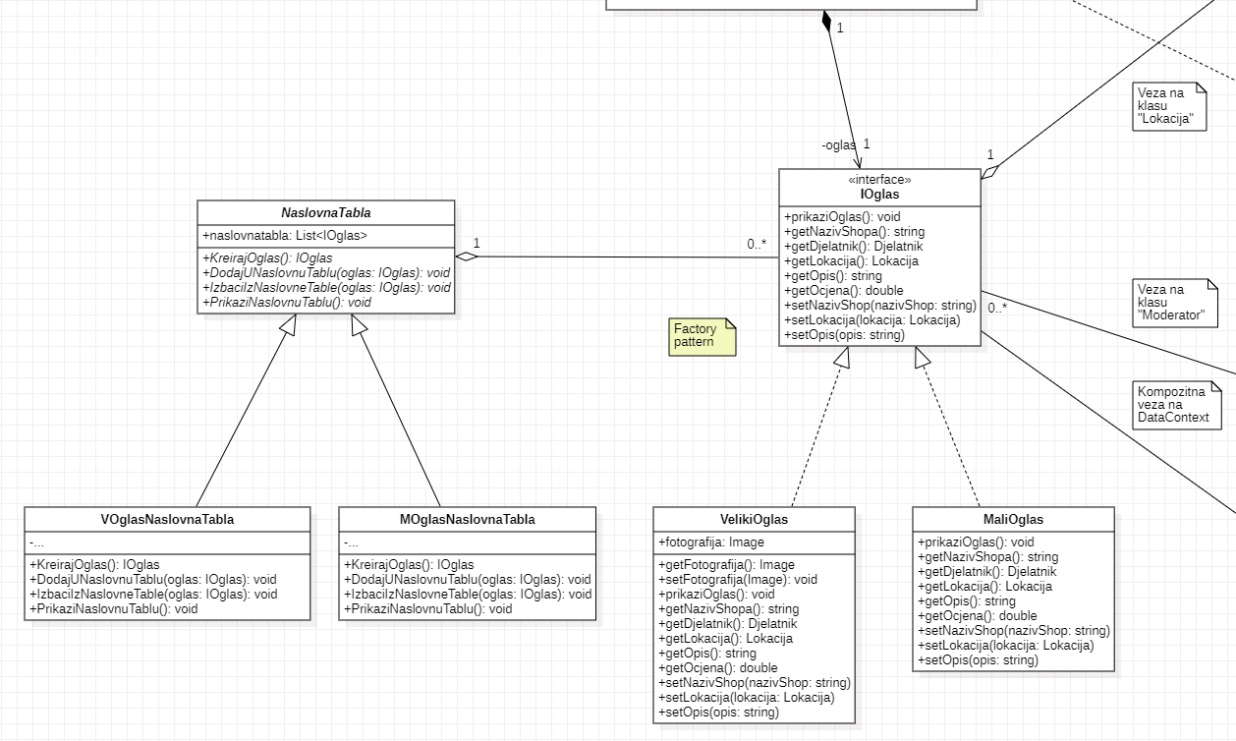 1
-oglas 1
Veza na
klasu
"Lokacija"
1
«interface»
IOglas
+prikaziOglas(): void
+getNazivShopa(): string
+getDjelatnik(): Djelatnik
+getLokacija(): Lokacija
+getOpis(): string
+getOcjena(): double
+setNazivShop(nazivShop: string)
+setLokacija(lokacija: Lokacija)
+setOpis(opis: string)
NaslovnaTabla
+naslovnatabla: List<IOglas>
+KreirajOglas(): IOglas
+DodajUNaslovnuTablu(oglas: IOglas): void
+IzbaciIzNaslovneTable(oglas: IOglas): void
+PrikaziNaslovnuTablu(): void
1
0..*
0..*
Veza na
klasu
"Moderator"
Factory
pattern
Kompozitna
veza na
DataContext
VOglasNaslovnaTabla
-...
+KreirajOglas(): IOglas
+DodajUNaslovnuTablu(oglas: IOglas): void
+IzbaciIzNaslovneTable(oglas: IOglas): void
+PrikaziNaslovnuTablu(): void
MOglasNaslovnaTabla
-...
+KreirajOglas(): IOglas
+DodajUNaslovnuTablu(oglas: IOglas): void
+IzbaciIzNaslovneTable(oglas: IOglas): void
+PrikaziNaslovnuTablu(): void
VelikiOglas
+fotografija: Image
+getFotografija(): Image
+setFotografija(Image): void
+prikaziOglas(): void
+getNazivShopa(): string
+getDjelatnik(): Djelatnik
+getLokacija(): Lokacija
+getOpis(): string
+getOcjena(): double
+setNazivShop(nazivShop: string)
+setLokacija(lokacija: Lokacija)
+setOpis(opis: string)
MaliOglas
+prikaziOglas(): void
+getNazivShopa(): string
+getDjelatnik(): Djelatnik
+getLokacija(): Lokacija
+getOpis(): string
+getOcjena(): double
+setNazivShop(nazivShop: string)
+setLokacija(lokacija: Lokacija)
+setOpis(opis: string)